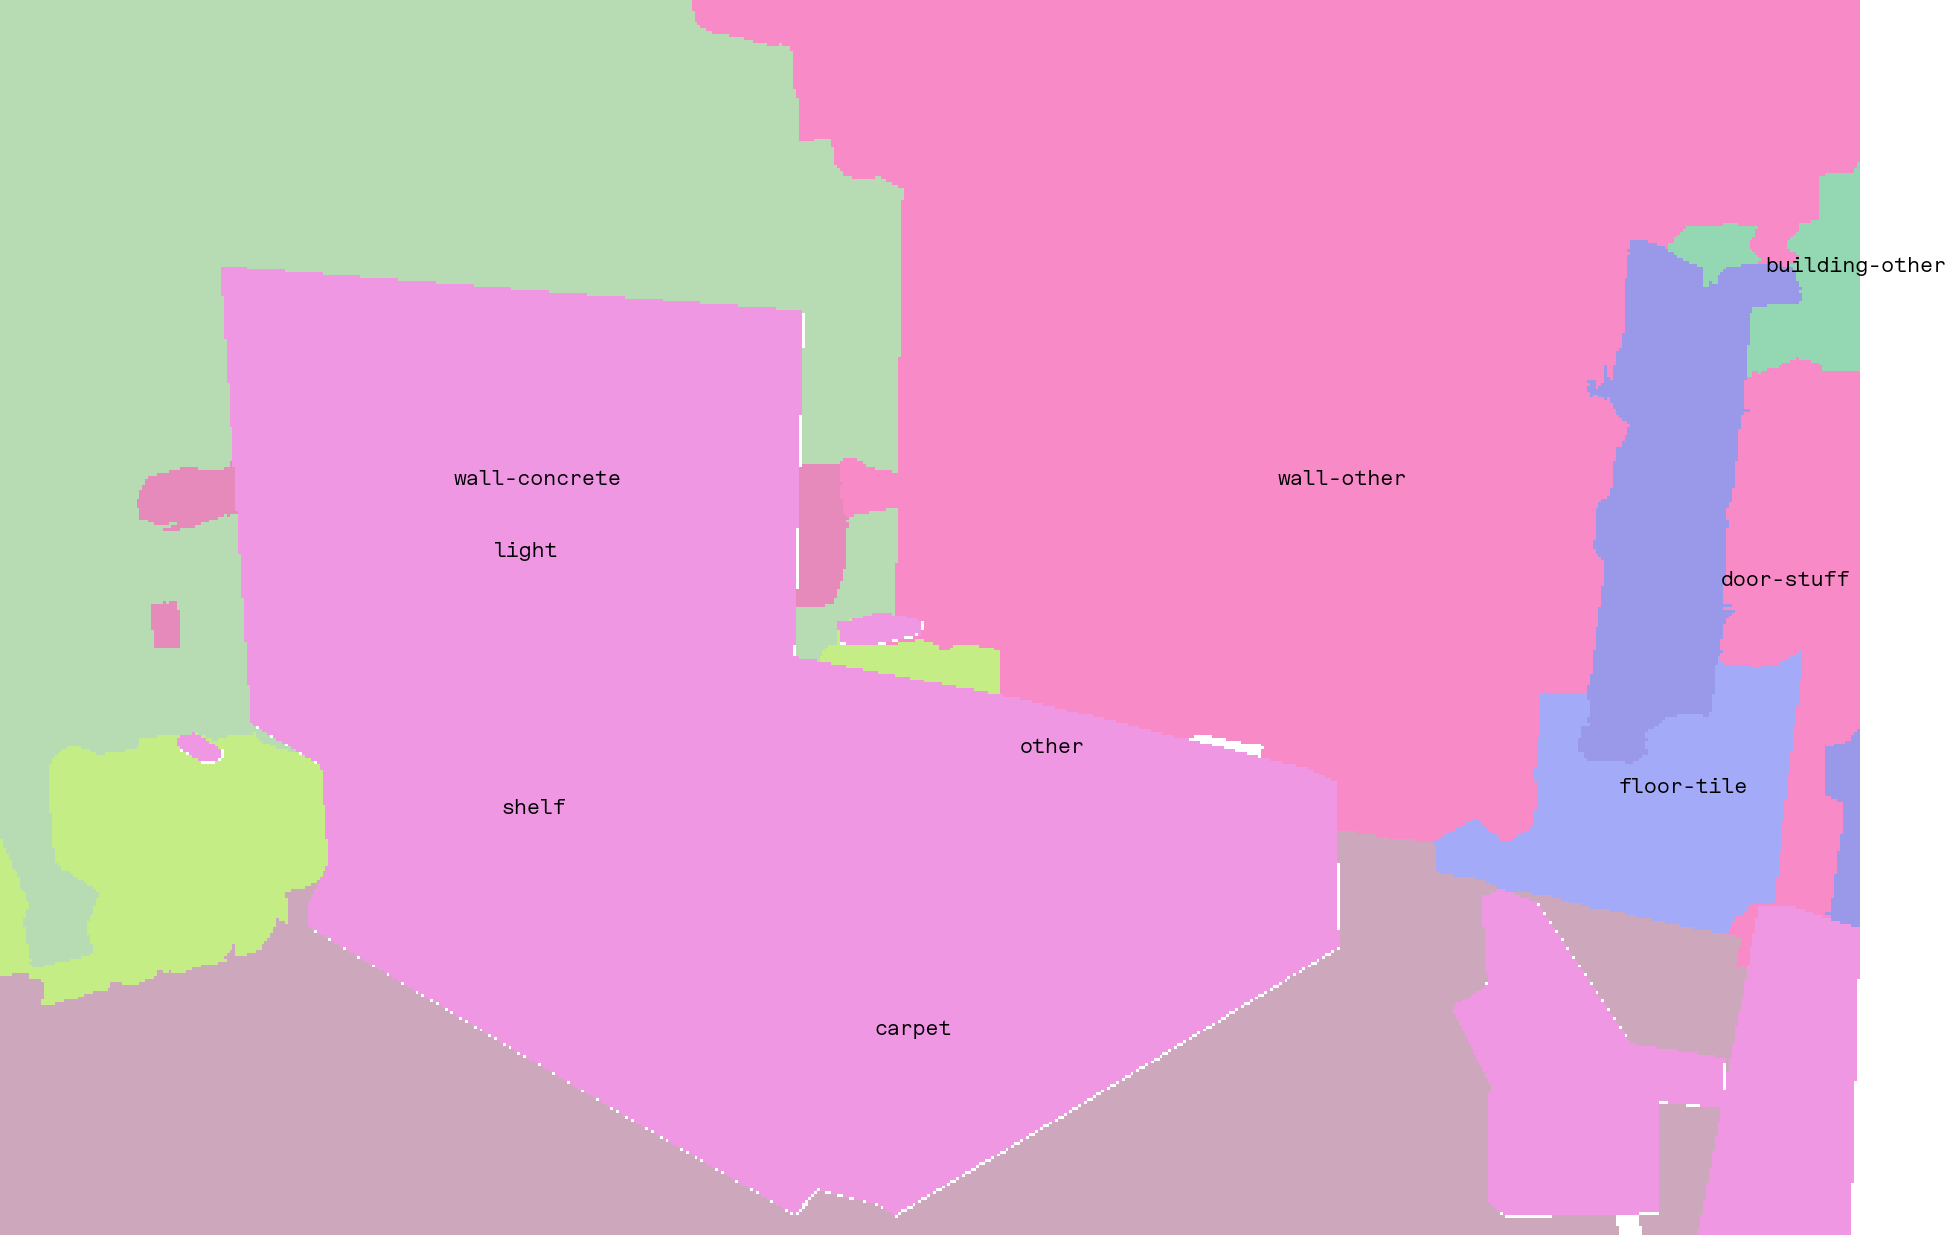 building-other
wall-concrete
wall-other
light
door-stuff
other
floor-tile
shelf
carpet